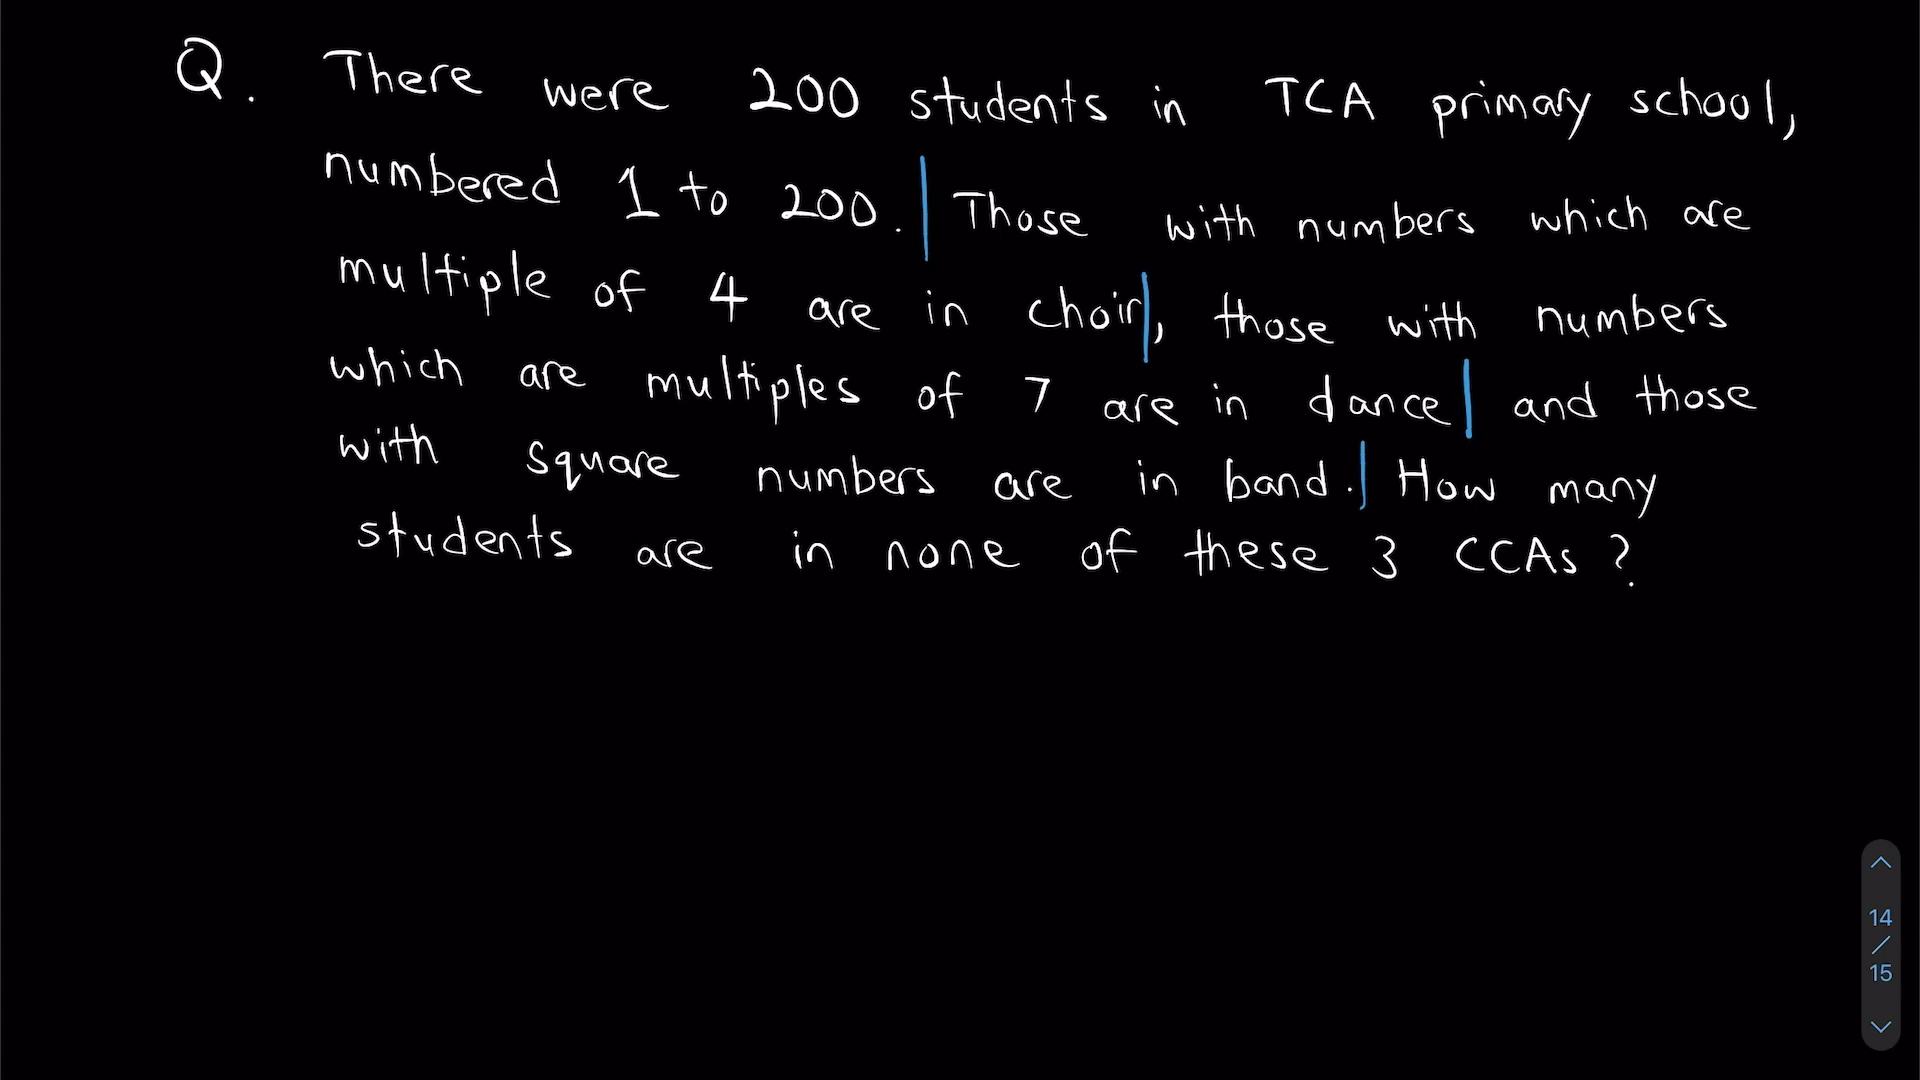 Q. There were 200 students in TCA primary school,
numbered 1 to 200. Those with numbers which are
multiple of 4 are in choir, those with numbers
which are multiples of 7 are in dance and those
with square numbers are in band. How many
students are in none of these 3 CCAs ?
14
/
15